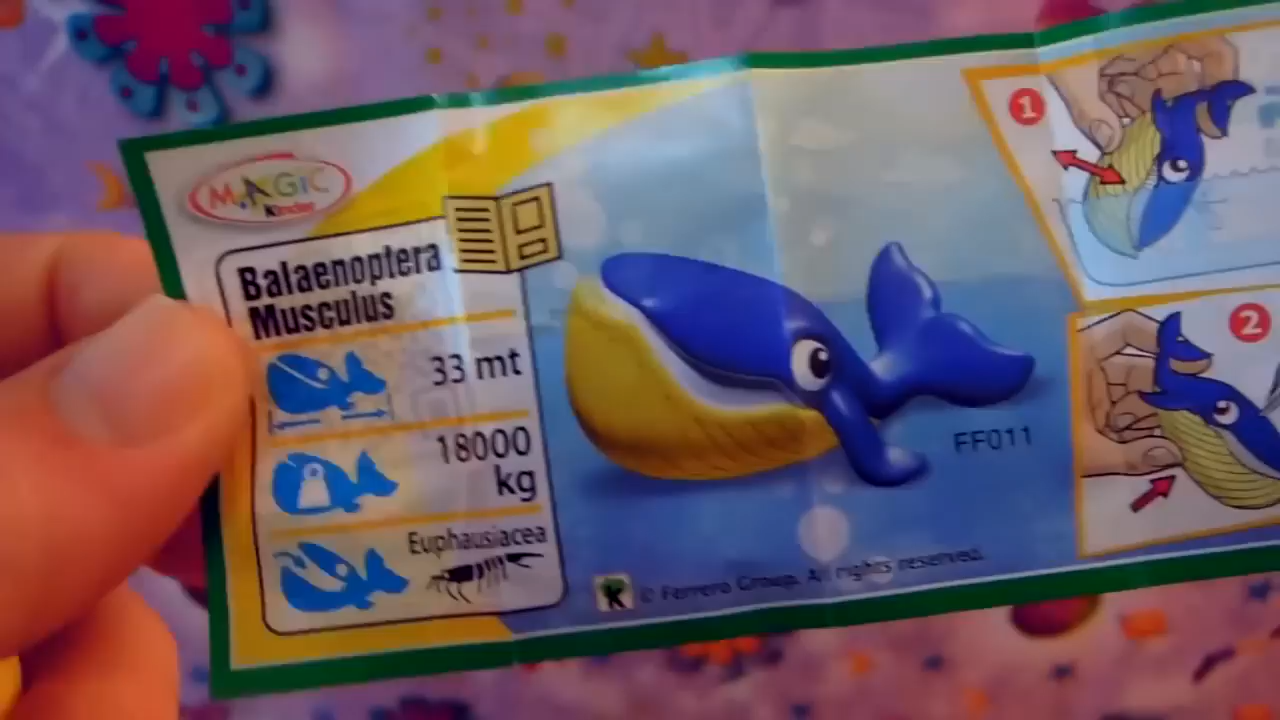 MAGIC
Kinder
Balaenoptera
Musculus
33 mt
18000
kg
Euphausiacea
FF011
K © Ferrero Group. All rights reserved.
1
2